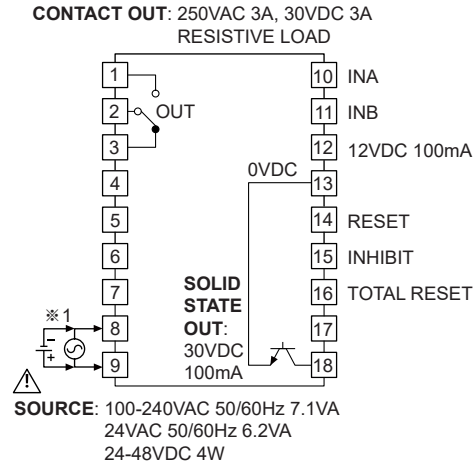 CONTACT OUT: 250VAC 3A, 30VDC 3A
RESISTIVE LOAD
1
2
3
4
5
6
7
8
9
OUT
※1
10 INA
11 INB
12 12VDC 100mA
0VDC
13
14 RESET
15 INHIBIT
16 TOTAL RESET
17
18
SOLID
STATE
OUT:
30VDC
100mA
SOURCE: 100-240VAC 50/60Hz 7.1VA
24VAC 50/60Hz 6.2VA
24-48VDC 4W